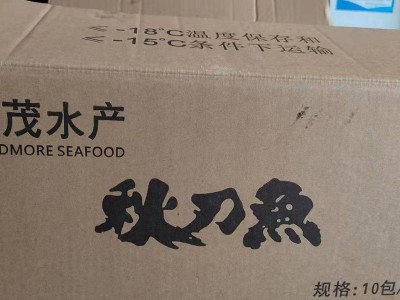 ≤-18℃温度保存和
≤-15℃条件下运输
茂水产
DMORE SEAFOOD
秋刀魚
规格:10包/